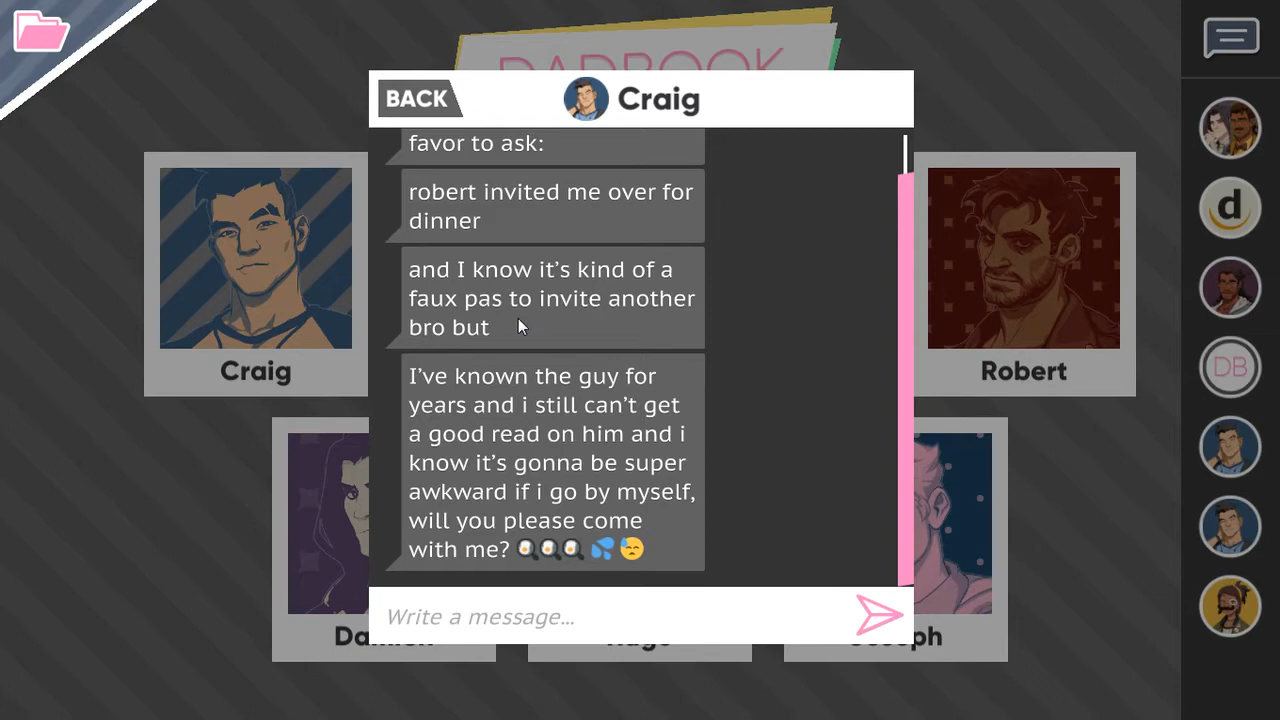 DADBOOK
BACK
Craig
favor to ask:
robert invited me over for
dinner
and I know it's kind of a
faux pas to invite another
bro but
I've known the guy for
years and i still can't get
a good read on him and i
know it's gonna be super
awkward if i go by myself,
will you please come
with me? 🍳🍳🍳 💦 😓
Write a message...
Craig
Robert
d
DB